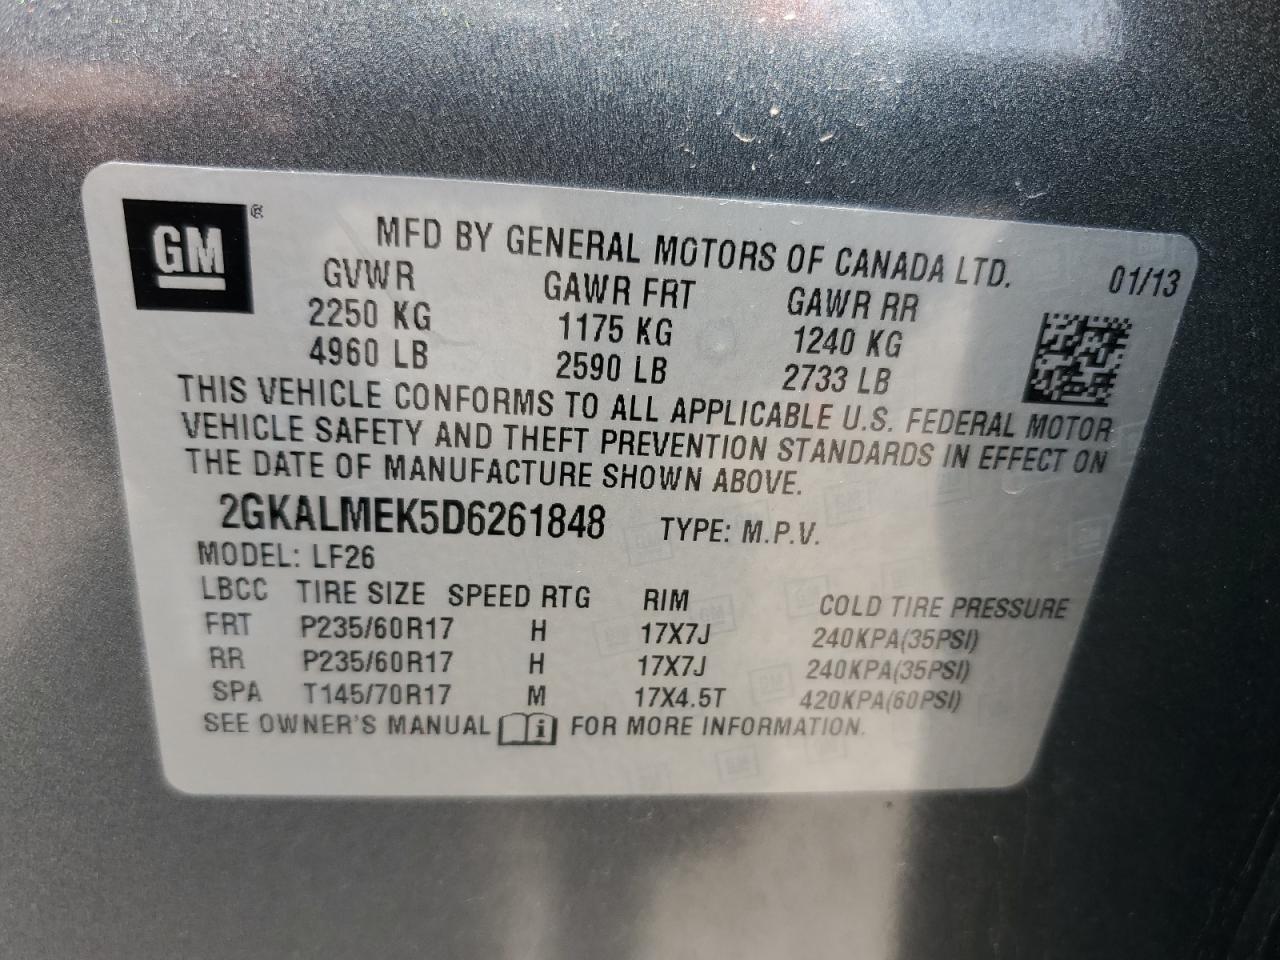 GM ®
MFD BY GENERAL MOTORS OF CANADA LTD. 01/13
GVWR GAWR FRT GAWR RR
2250 KG 1175 KG 1240 KG
4960 LB 2590 LB 2733 LB
THIS VEHICLE CONFORMS TO ALL APPLICABLE U.S. FEDERAL MOTOR
VEHICLE SAFETY AND THEFT PREVENTION STANDARDS IN EFFECT ON
THE DATE OF MANUFACTURE SHOWN ABOVE.
2GKALMEK5D6261848 TYPE: M.P.V.
MODEL: LF26
LBCC TIRE SIZE SPEED RTG RIM COLD TIRE PRESSURE
FRT P235/60R17 H 17X7J 240KPA(35PSI)
RR P235/60R17 H 17X7J 240KPA(35PSI)
SPA T145/70R17 M 17X4.5T 420KPA(60PSI)
SEE OWNER'S MANUAL i FOR MORE INFORMATION.